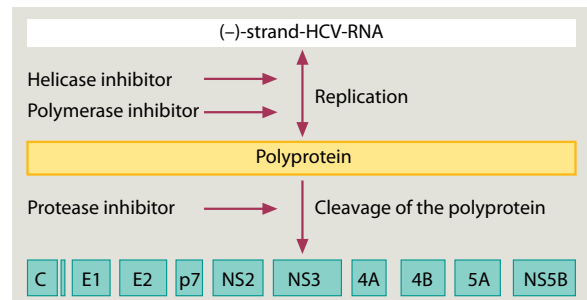 (–)-strand-HCV-RNA
Helicase inhibitor
Replication
Polymerase inhibitor
Polyprotein
Protease inhibitor
Cleavage of the polyprotein
C E1 E2 p7 NS2 NS3 4A 4B 5A NS5B